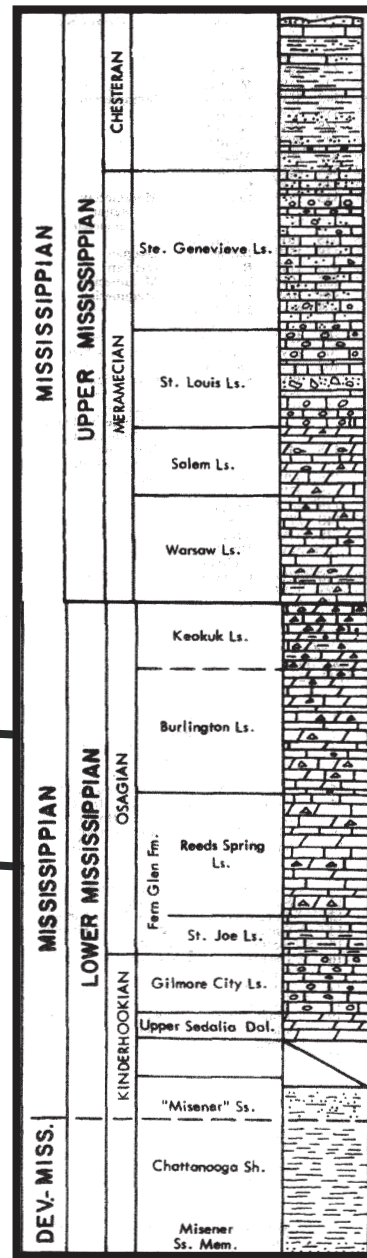 MISSISSIPPIAN
UPPER MISSISSIPPIAN
CHESTERAN
MERAMECIAN
Ste. Genevieve Ls.
St. Louis Ls.
Salem Ls.
Warsaw Ls.
MISSISSIPPIAN
LOWER MISSISSIPPIAN
OSAGIAN
Keokuk Ls.
Burlington Ls.
Fern Glen Fm.
Reeds Spring
Ls.
St. Joe Ls.
KINDERHOOKIAN
Gilmore City Ls.
Upper Sedalia Dol.
"Misener" Ss.
DEV.-MISS.
Chattanooga Sh.
Misener
Ss. Mem.